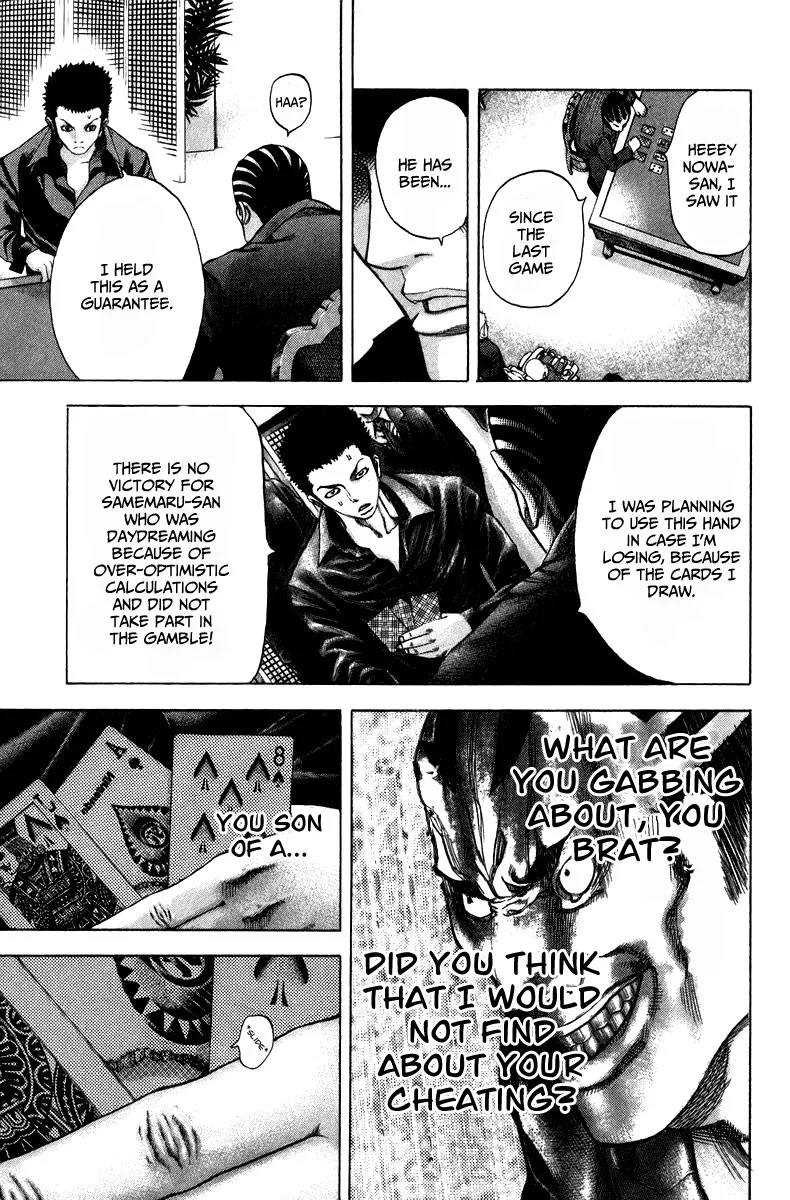 HEEEY
NOWA-
SAN, I
SAW IT
SINCE
THE
LAST
GAME
HE HAS
BEEN...
HAA?
I HELD
THIS AS A
GUARANTEE.
I WAS PLANNING
TO USE THIS HAND
IN CASE I'M
LOSING, BECAUSE
OF THE CARDS I
DRAW.
THERE IS NO
VICTORY FOR
SAMEMARU-SAN
WHO WAS
DAYDREAMING
BECAUSE OF
OVER-OPTIMISTIC
CALCULATIONS
AND DID NOT
TAKE PART IN
THE GAMBLE!
WHAT ARE
YOU GABBING
ABOUT, YOU
BRAT?
DID YOU THINK
THAT I WOULD
NOT FIND
ABOUT YOUR
CHEATING?
A
8
J
YOU SON
OF A...
*SLIDE*